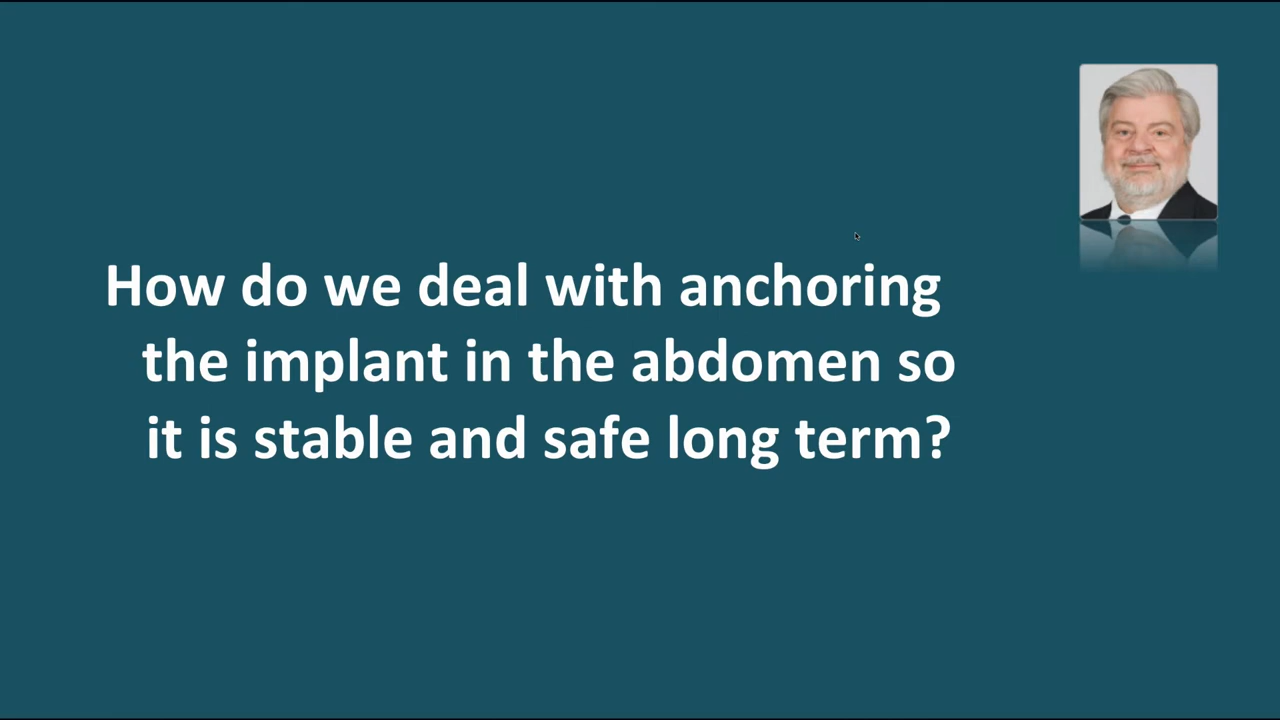 How do we deal with anchoring
the implant in the abdomen so
it is stable and safe long term?